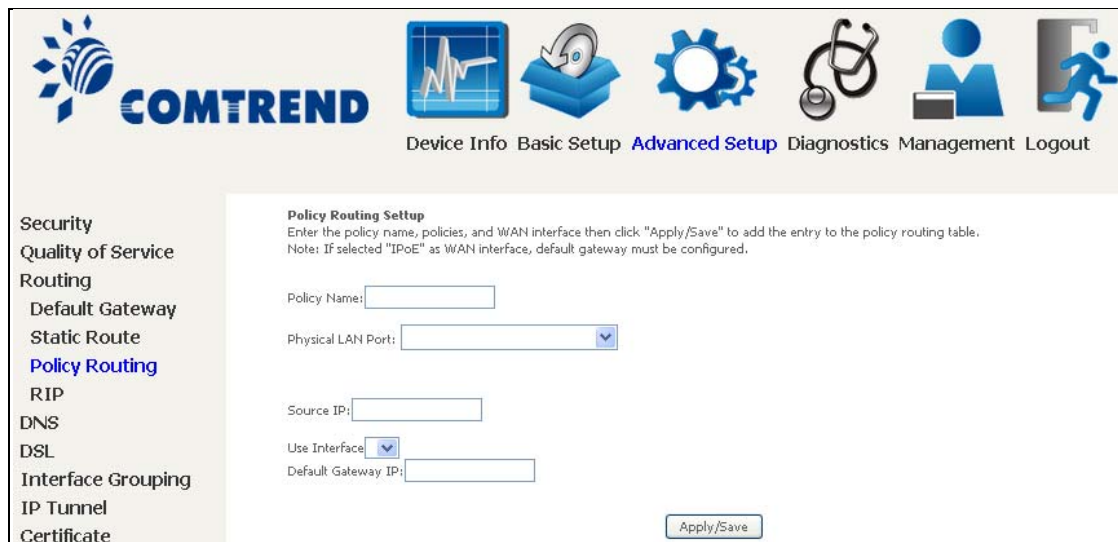 COMTREND
Device Info Basic Setup Advanced Setup Diagnostics Management Logout
Security
Quality of Service
Routing
Default Gateway
Static Route
Policy Routing
RIP
DNS
DSL
Interface Grouping
IP Tunnel
Certificate
Policy Routing Settup
Enter the policy name, policies, and WAN interface then click "Apply/Save" to add the entry to the policy routing table.
Note: If selected "IPoE" as WAN interface, default gateway must be configured.
Policy Name:
Physical LAN Port:
Source IP:
Use Interface
Default Gateway IP:
Apply/Save